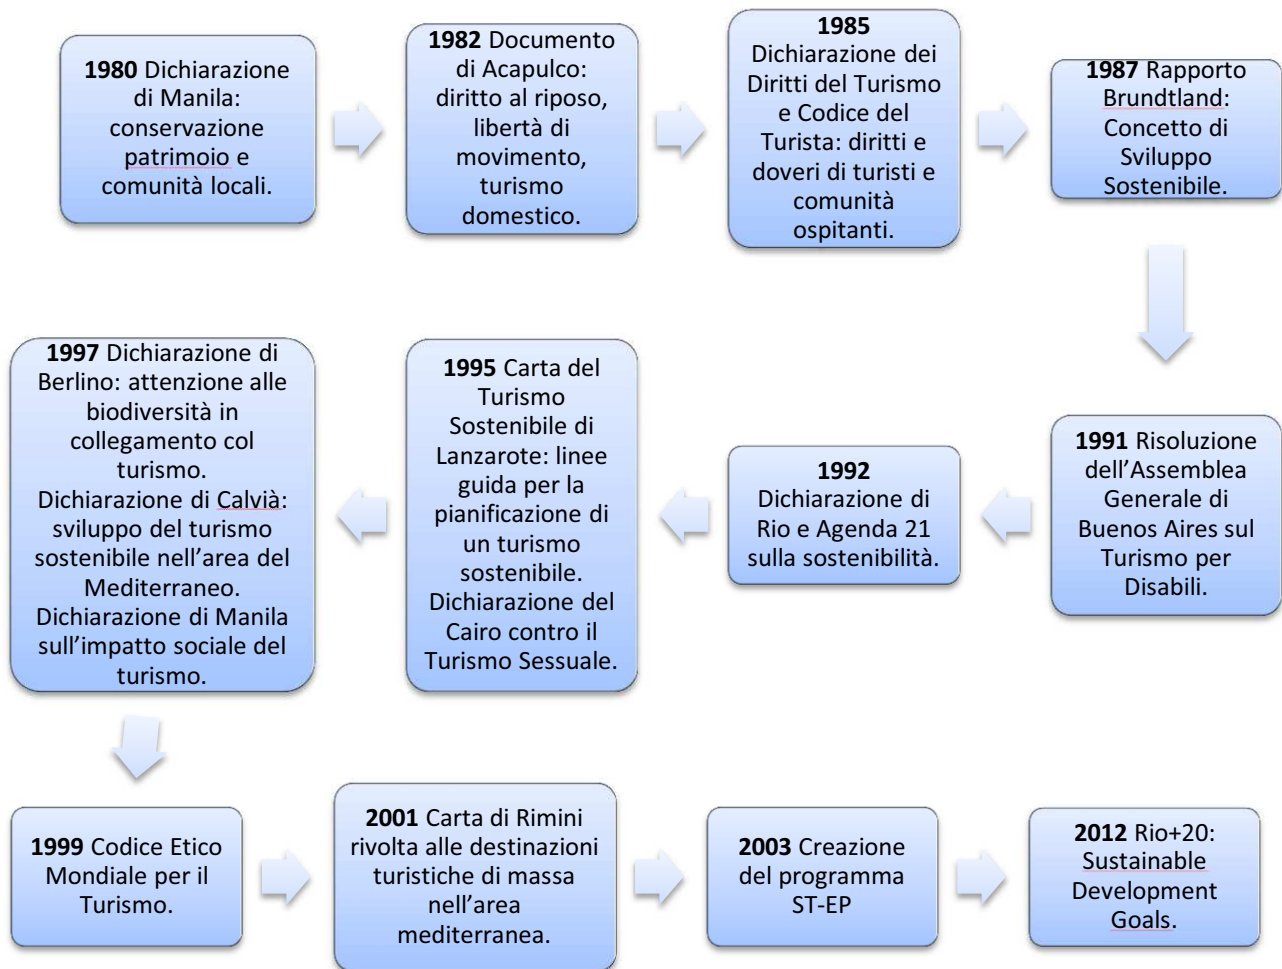 1980 Dichiarazione
di Manila:
conservazione
patrimoio e
comunità locali.
1982 Documento
di Acapulco:
diritto al riposo,
libertà di
movimento,
turismo
domestico.
1985
Dichiarazione dei
Diritti del Turismo
e Codice del
Turista: diritti e
doveri di turisti e
comunità
ospitanti.
1987 Rapporto
Brundtland:
Concetto di
Sviluppo
Sostenibile.
1991 Risoluzione
dell’Assemblea
Generale di
Buenos Aires sul
Turismo per
Disabili.
1992
Dichiarazione di
Rio e Agenda 21
sulla sostenibilità.
1995 Carta del
Turismo
Sostenibile di
Lanzarote: linee
guida per la
pianificazione di
un turismo
sostenibile.
Dichiarazione del
Cairo contro il
Turismo Sessuale.
1997 Dichiarazione di
Berlino: attenzione alle
biodiversità in
collegamento col
turismo.
Dichiarazione di Calvià:
sviluppo del turismo
sostenibile nell’area del
Mediterraneo.
Dichiarazione di Manila
sull’impatto sociale del
turismo.
1999 Codice Etico
Mondiale per il
Turismo.
2001 Carta di Rimini
rivolta alle destinazioni
turistiche di massa
nell’area
mediterranea.
2003 Creazione
del programma
ST-EP
2012 Rio+20:
Sustainable
Development
Goals.